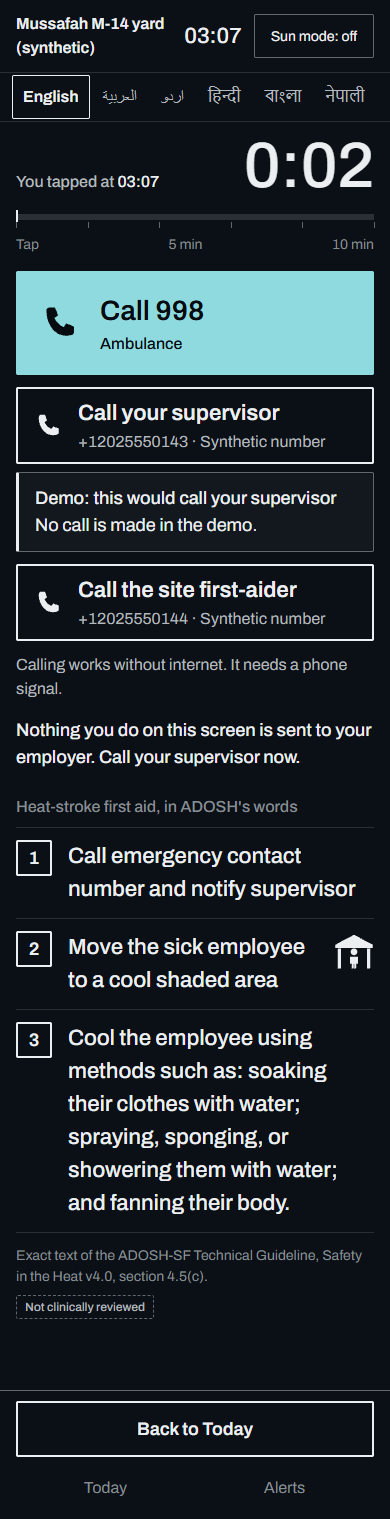 Mussafah M-14 yard
(synthetic)
03:07
Sun mode: off
English
العربية
اردو
हिन्दी
বাংলা
नेपाली
You tapped at 03:07
0:02
Tap
5 min
10 min
Call 998
Ambulance
Call your supervisor
+12025550143 · Synthetic number
Demo: this would call your supervisor
No call is made in the demo.
Call the site first-aider
+12025550144 · Synthetic number
Calling works without internet. It needs a phone
signal.
Nothing you do on this screen is sent to your
employer. Call your supervisor now.
Heat-stroke first aid, in ADOSH's words
1
Call emergency contact
number and notify supervisor
2
Move the sick employee
to a cool shaded area
3
Cool the employee using
methods such as: soaking
their clothes with water;
spraying, sponging, or
showering them with water;
and fanning their body.
Exact text of the ADOSH-SF Technical Guideline, Safety
in the Heat v4.0, section 4.5(c).
Not clinically reviewed
Back to Today
Today
Alerts